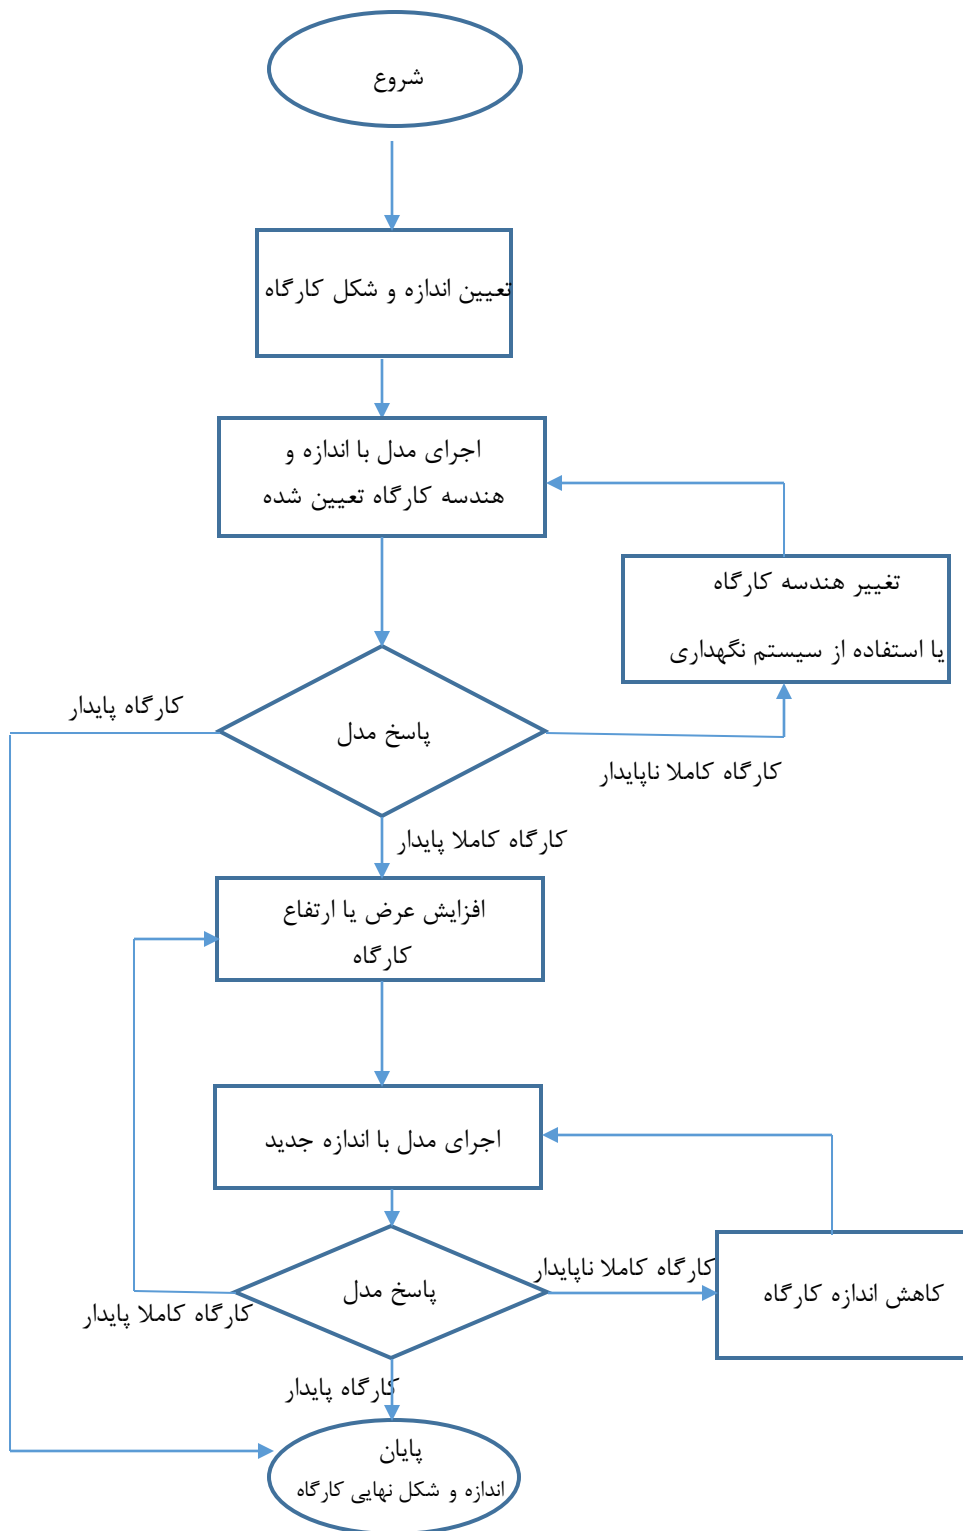 شروع
تعیین اندازه و شکل کارگاه
اجرای مدل با اندازه و
هندسه کارگاه تعیین شده
تغییر هندسه کارگاه
یا استفاده از سیستم نگهداری
کارگاه پایدار
پاسخ مدل
کارگاه کاملا ناپایدار
کارگاه کاملا پایدار
افزایش عرض یا ارتفاع
کارگاه
اجرای مدل با اندازه جدید
کارگاه کاملا ناپایدار
کاهش اندازه کارگاه
پاسخ مدل
کارگاه کاملا پایدار
کارگاه پایدار
پایان
اندازه و شکل نهایی کارگاه